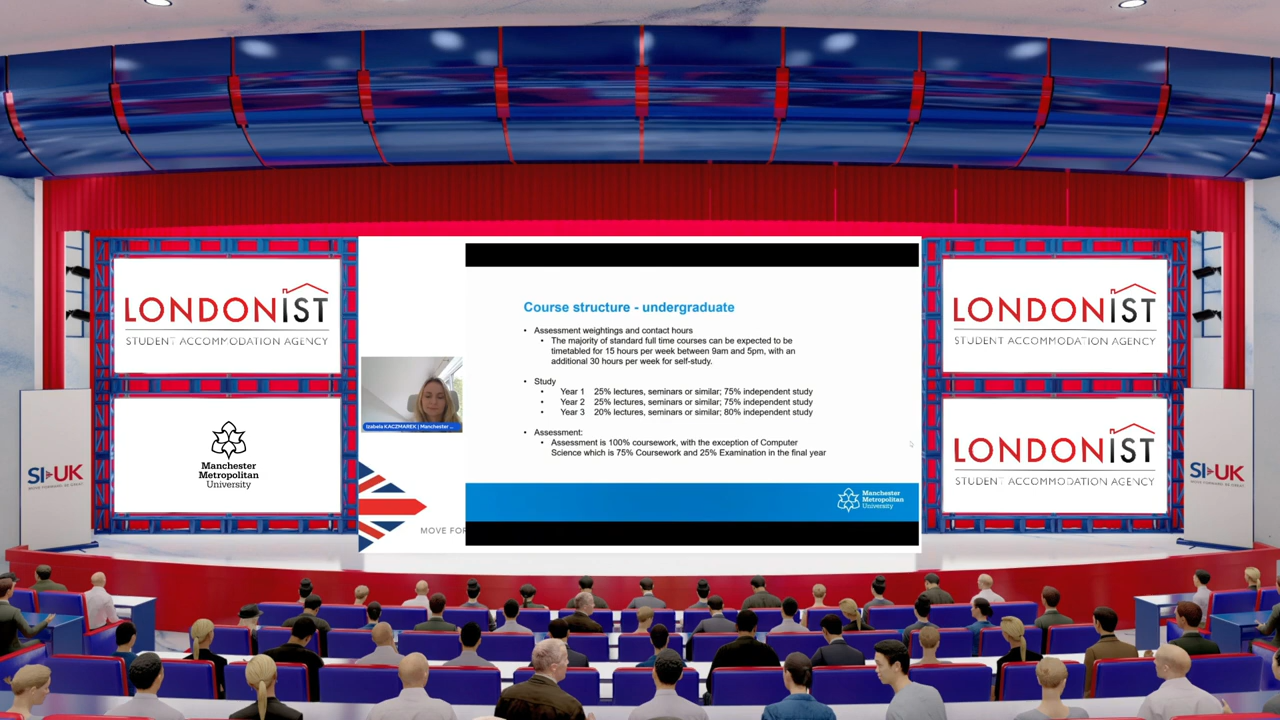 LONDONIST
STUDENT ACCOMMODATION AGENCY
Manchester
Metropolitan
University
SI UK
Izabela KACZMAREK | Manchester ...
MOVE FOR
Course structure - undergraduate
• Assessment weightings and contact hours
• The majority of standard full time courses can be expected to be
timetabled for 15 hours per week between 9am and 5pm, with an
additional 30 hours per week for self-study.
• Study
• Year 1 25% lectures, seminars or similar; 75% independent study
• Year 2 25% lectures, seminars or similar; 75% independent study
• Year 3 20% lectures, seminars or similar; 80% independent study
• Assessment:
• Assessment is 100% coursework, with the exception of Computer
Science which is 75% Coursework and 25% Examination in the final year
Manchester
Metropolitan
University
LONDONIST
STUDENT ACCOMMODATION AGENCY
LONDONIST
STUDENT ACCOMMODATION AGENCY
SI UK